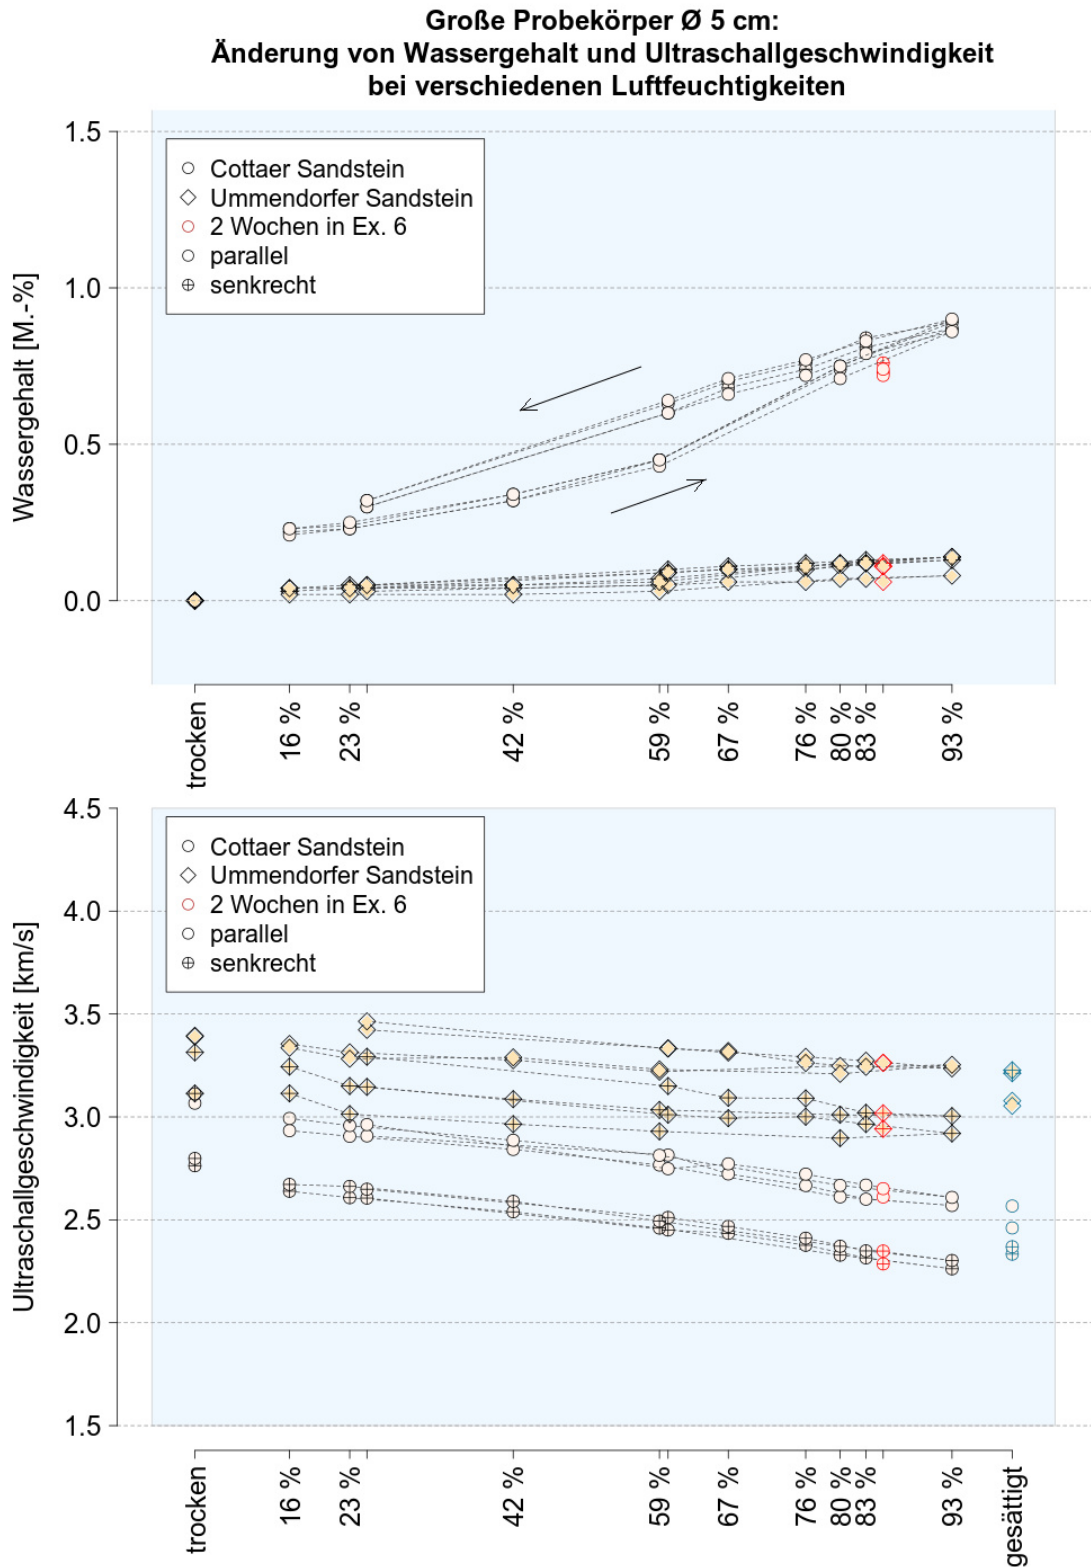 Große Probekörper Ø 5 cm:
Änderung von Wassergehalt und Ultraschallgeschwindigkeit
bei verschiedenen Luftfeuchtigkeiten
Wassergehalt [M.-%]
1.5
1.0
0.5
0.0
Cottaer Sandstein
Ummendorfer Sandstein
2 Wochen in Ex. 6
parallel
senkrecht
trocken
16 %
23 %
42 %
59 %
67 %
76 %
80 %
83 %
93 %
Ultraschallgeschwindigkeit [km/s]
4.5
4.0
3.5
3.0
2.5
2.0
1.5
Cottaer Sandstein
Ummendorfer Sandstein
2 Wochen in Ex. 6
parallel
senkrecht
trocken
16 %
23 %
42 %
59 %
67 %
76 %
80 %
83 %
93 %
gesättigt